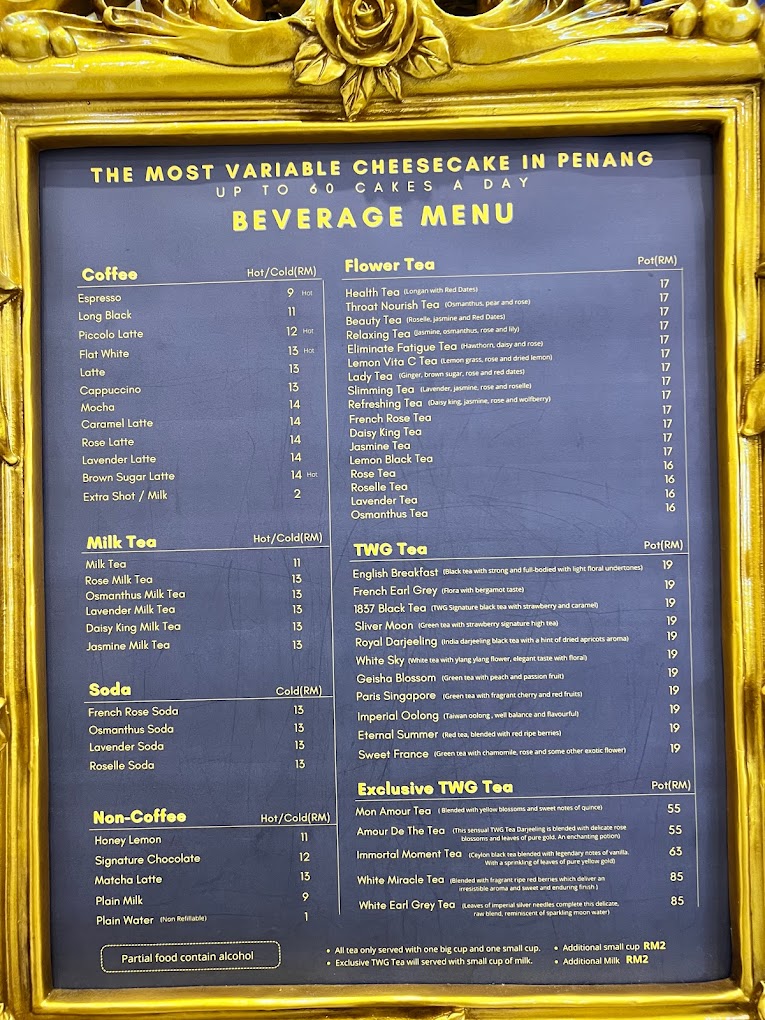 THE MOST VARIABLE CHEESECAKE IN PENANG
UP TO 60 CAKES A DAY
BEVERAGE MENU
Coffee Hot/Cold(RM)
Espresso 9 Hot
Long Black 11
Piccolo Latte 12 Hot
Flat White 13 Hot
Latte 13
Cappuccino 13
Mocha 14
Caramel Latte 14
Rose Latte 14
Lavender Latte 14
Brown Sugar Latte 14 Hot
Extra Shot / Milk 2
Milk Tea Hot/Cold(RM)
Milk Tea 11
Rose Milk Tea 13
Osmanthus Milk Tea 13
Lavender Milk Tea 13
Daisy King Milk Tea 13
Jasmine Milk Tea 13
Soda Cold(RM)
French Rose Soda 13
Osmanthus Soda 13
Lavender Soda 13
Roselle Soda 13
Non-Coffee Hot/Cold(RM)
Honey Lemon 11
Signature Chocolate 12
Matcha Latte 13
Plain Milk 9
Plain Water (Non Refillable) 1
Partial food contain alcohol
Flower Tea Pot(RM)
Health Tea (Longan with Red Dates) 17
Throat Nourish Tea (Osmanthus, pear and rose) 17
Beauty Tea (Roselle, jasmine and Red Dates) 17
Relaxing Tea (Jasmine, osmanthus, rose and lily) 17
Eliminate Fatigue Tea (Hawthorn, daisy and rose) 17
Lemon Vita C Tea (Lemon grass, rose and dried lemon) 17
Lady Tea (Ginger, brown sugar, rose and red dates) 17
Slimming Tea (Lavender, jasmine, rose and roselle) 17
Refreshing Tea (Daisy king, jasmine, rose and wolfberry) 17
French Rose Tea 17
Daisy King Tea 17
Jasmine Tea 17
Lemon Black Tea 17
Rose Tea 16
Roselle Tea 16
Lavender Tea 16
Osmanthus Tea 16
TWG Tea Pot(RM)
English Breakfast (Black tea with strong and full-bodied with light floral undertones) 19
French Earl Grey (Flora with bergamot taste) 19
1837 Black Tea (TWG Signature black tea with strawberry and caramel) 19
Sliver Moon (Green tea with strawberry signature high tea) 19
Royal Darjeeling (India darjeeling black tea with a hint of dried apricots aroma) 19
White Sky (White tea with ylang ylang flower, elegant taste with floral) 19
Geisha Blossom (Green tea with peach and passion fruit) 19
Paris Singapore (Green tea with fragrant cherry and red fruits) 19
Imperial Oolong (Taiwan oolong , well balance and flavourful) 19
Eternal Summer (Red tea, blended with red ripe berries) 19
Sweet France (Green tea with chamomile, rose and some other exotic flower) 19
Exclusive TWG Tea Pot(RM)
Mon Amour Tea ( Blended with yellow blossoms and sweet notes of quince) 55
Amour De The Tea (This sensual TWG Tea Darjeeling is blended with delicate rose 55
blossoms and leaves of pure gold. An enchanting potion)
Immortal Moment Tea (Ceylon black tea blended with legendary notes of vanilla. 63
With a sprinkling of leaves of pure yellow gold)
White Miracle Tea (Blended with fragrant ripe red berries which deliver an 85
irresistible aroma and sweet and enduring finish )
White Earl Grey Tea (Leaves of imperial silver needles complete this delicate, 85
raw blend, reminiscent of sparkling moon water)
• All tea only served with one big cup and one small cup.
• Exclusive TWG Tea will served with small cup of milk.
• Additional small cup RM2
• Additional Milk RM2